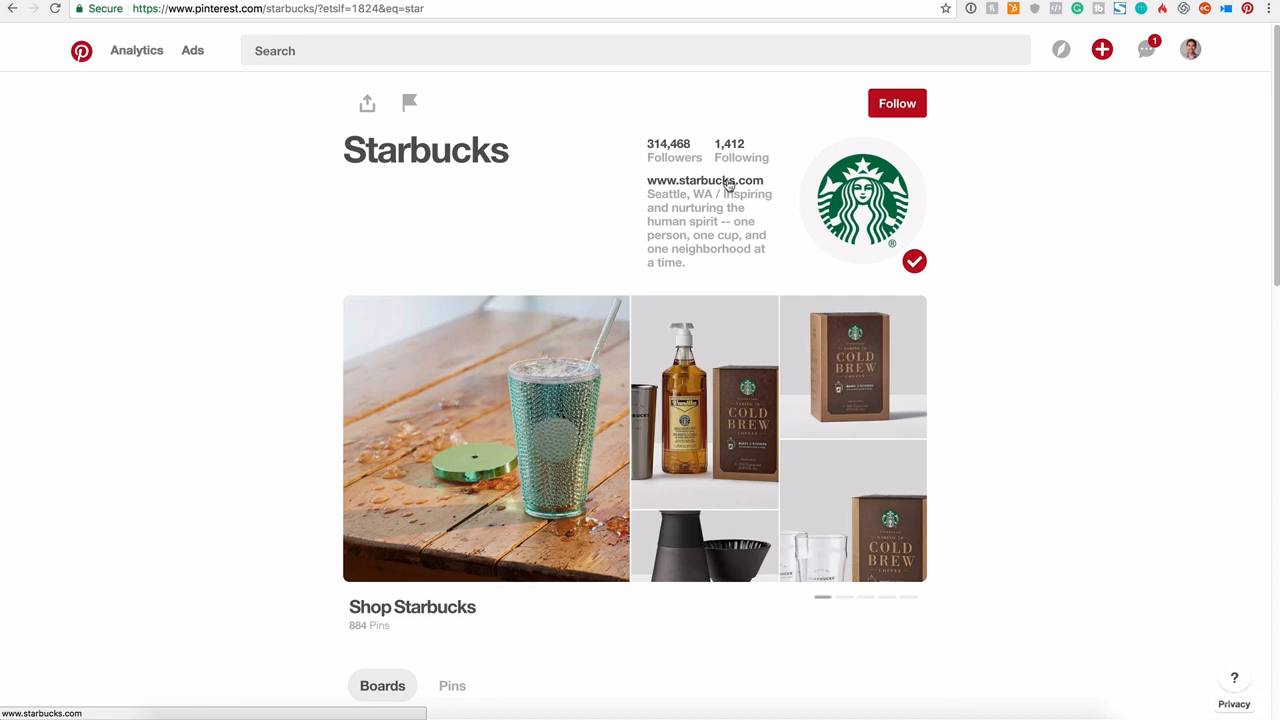 Secure
https://www.pinterest.com/starbucks/?etslf=1824&eq=star
Analytics
Ads
Search
1
Follow
Starbucks
314,468
Followers
1,412
Following
www.starbucks.com
Seattle, WA / Inspiring
and nurturing the
human spirit -- one
person, one cup, and
one neighborhood at
a time.
Vanilla
COLD
BREW
COLD
BREW
COLD
BREW
Shop Starbucks
884 Pins
Boards
Pins
?
Privacy
www.starbucks.com